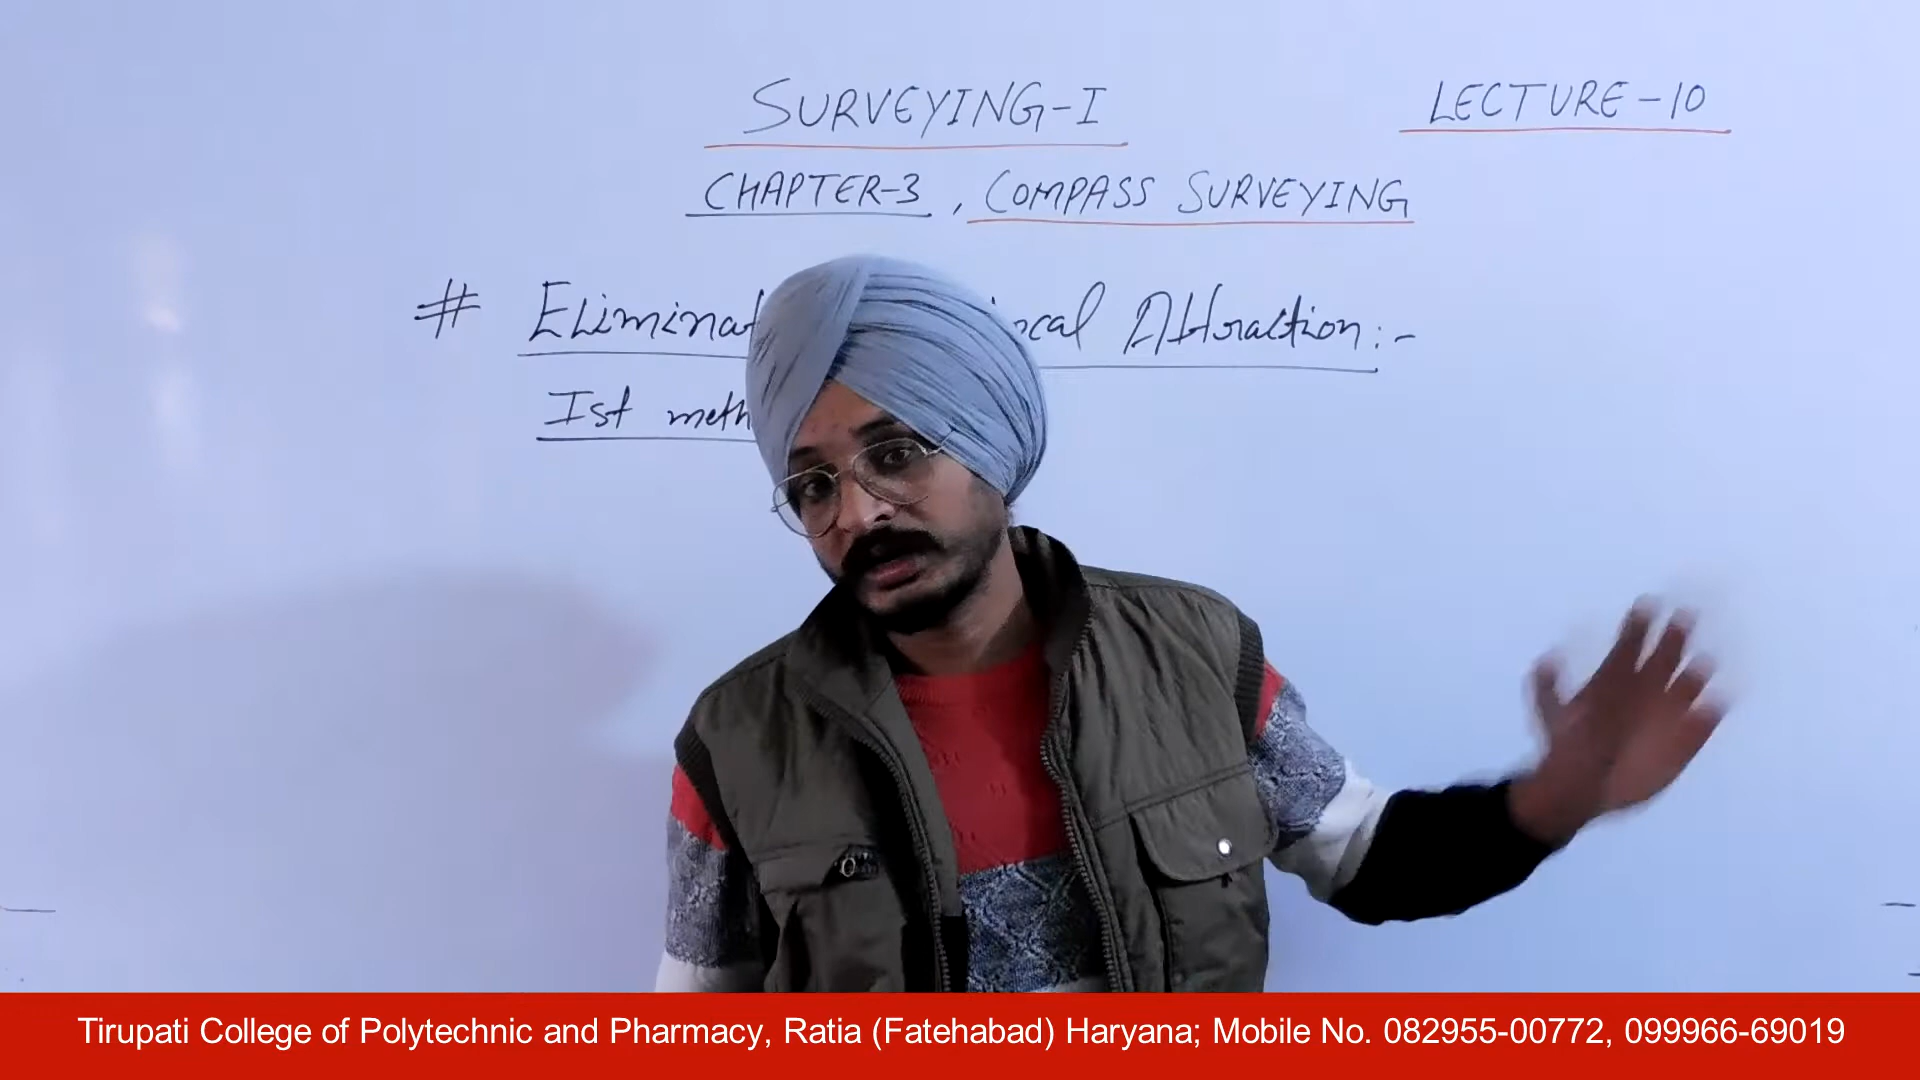 SURVEYING-I
LECTURE-10
CHAPTER-3, COMPASS SURVEYING
# Eliminat ocal Attraction:-
Ist meth
Tirupati College of Polytechnic and Pharmacy, Ratia (Fatehabad) Haryana; Mobile No. 082955-00772, 099966-69019